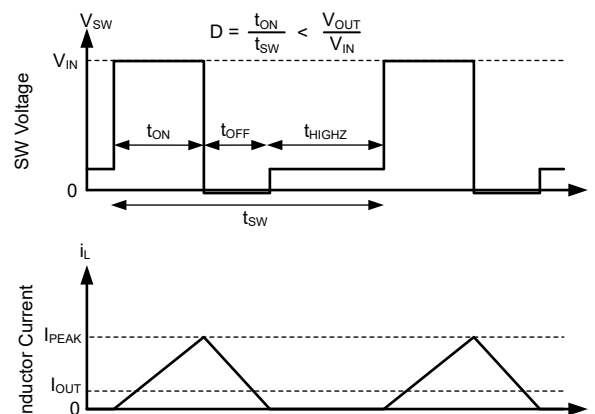 V_SW
D = t_ON / t_SW < V_OUT / V_IN
V_IN
SW Voltage
t_ON
t_OFF
t_HIGHZ
0
t_SW
i_L
Inductor Current
I_PEAK
I_OUT
0